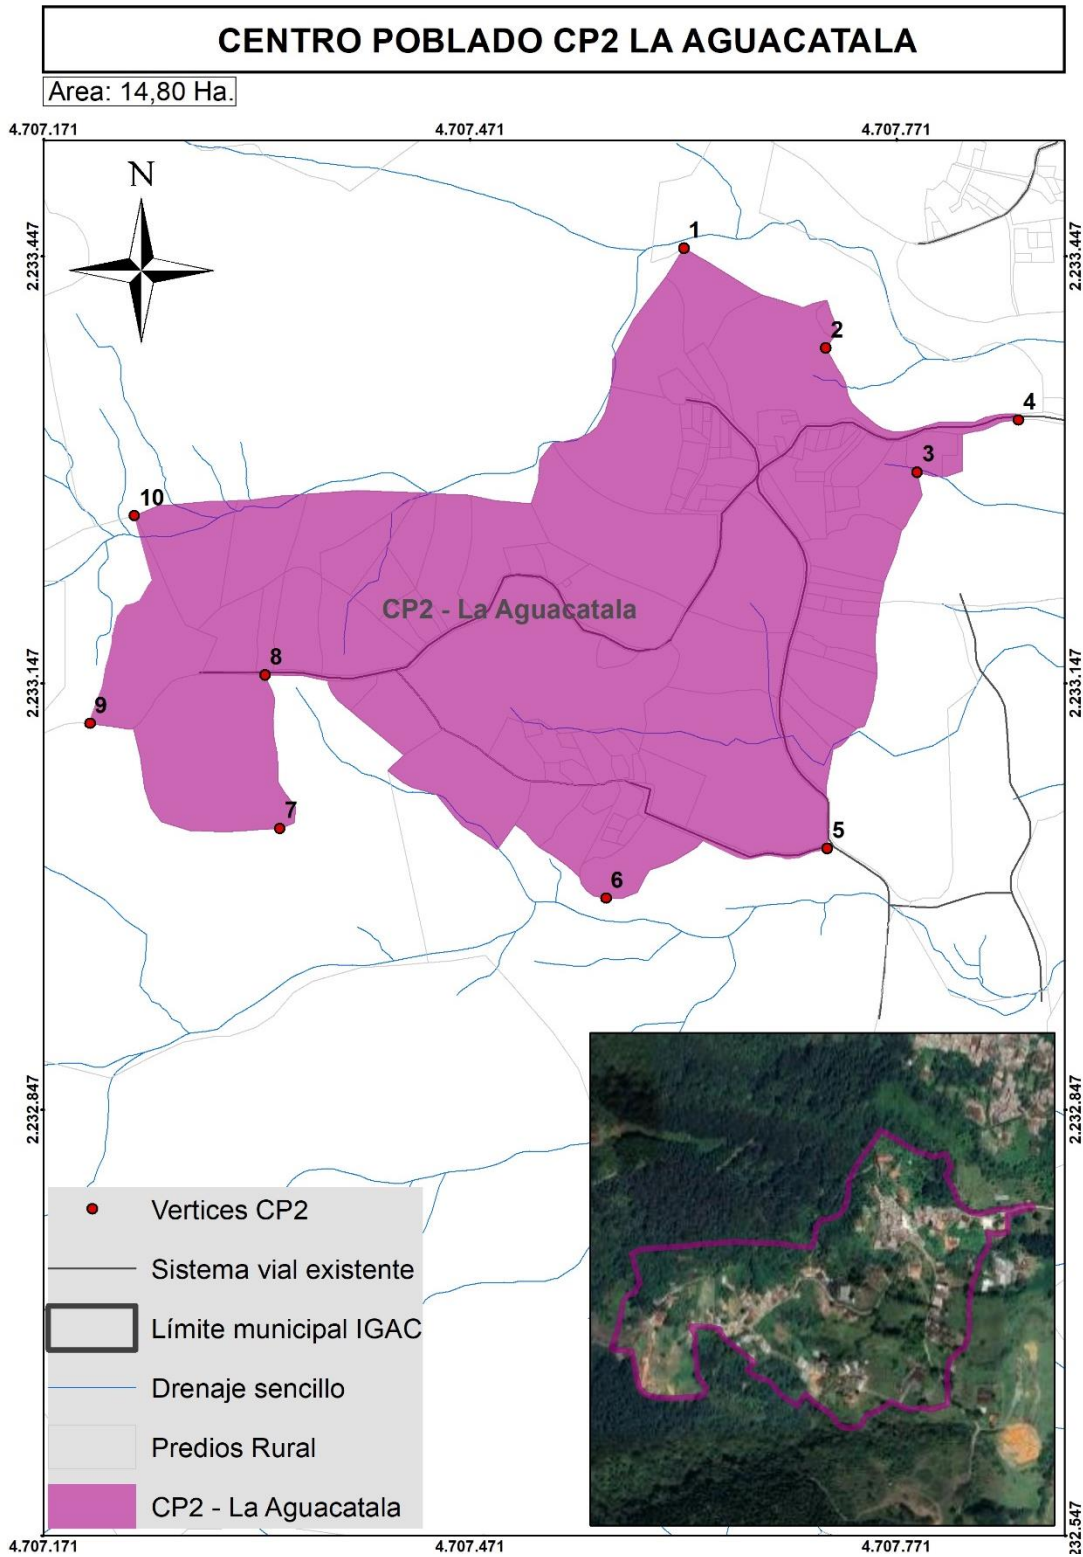 CENTRO POBLADO CP2 LA AGUACATALA
Area: 14,80 Ha.
4.707.171
4.707.471
4.707.771
N
1
2.233.447
2.233.447
2
4
3
10
CP2 - La Aguacatala
8
2.233.147
2.233.147
9
7
5
6
2.232.847
2.232.847
Vertices CP2
Sistema vial existente
Límite municipal IGAC
Drenaje sencillo
Predios Rural
CP2 - La Aguacatala
232.547
4.707.171
4.707.471
4.707.771